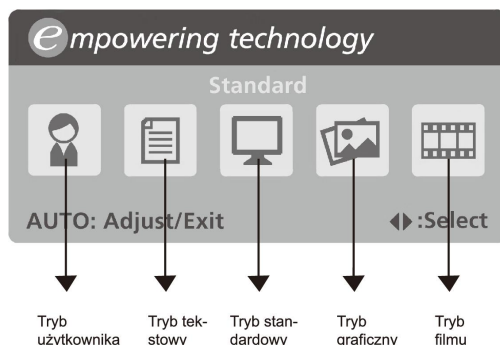 empowering technology
Standard
AUTO: Adjust/Exit
:Select
Tryb użytkownika
Tryb tek-
stowy
Tryb stan-
dardowy
Tryb graficzny
Tryb filmu